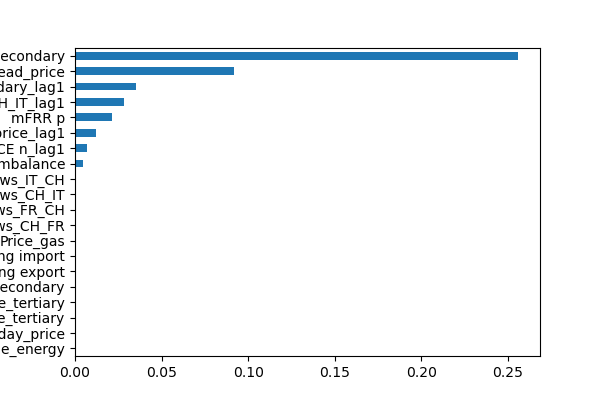 econdary
ead_price
dary_lag1
H_IT_lag1
mFRR p
price_lag1
CE n_lag1
mbalance
ws_IT_CH
ws_CH_IT
ws_FR_CH
ws_CH_FR
Price_gas
ng import
ng export
econdary
e_tertiary
e_tertiary
day_price
e_energy
0.00 0.05 0.10 0.15 0.20 0.25